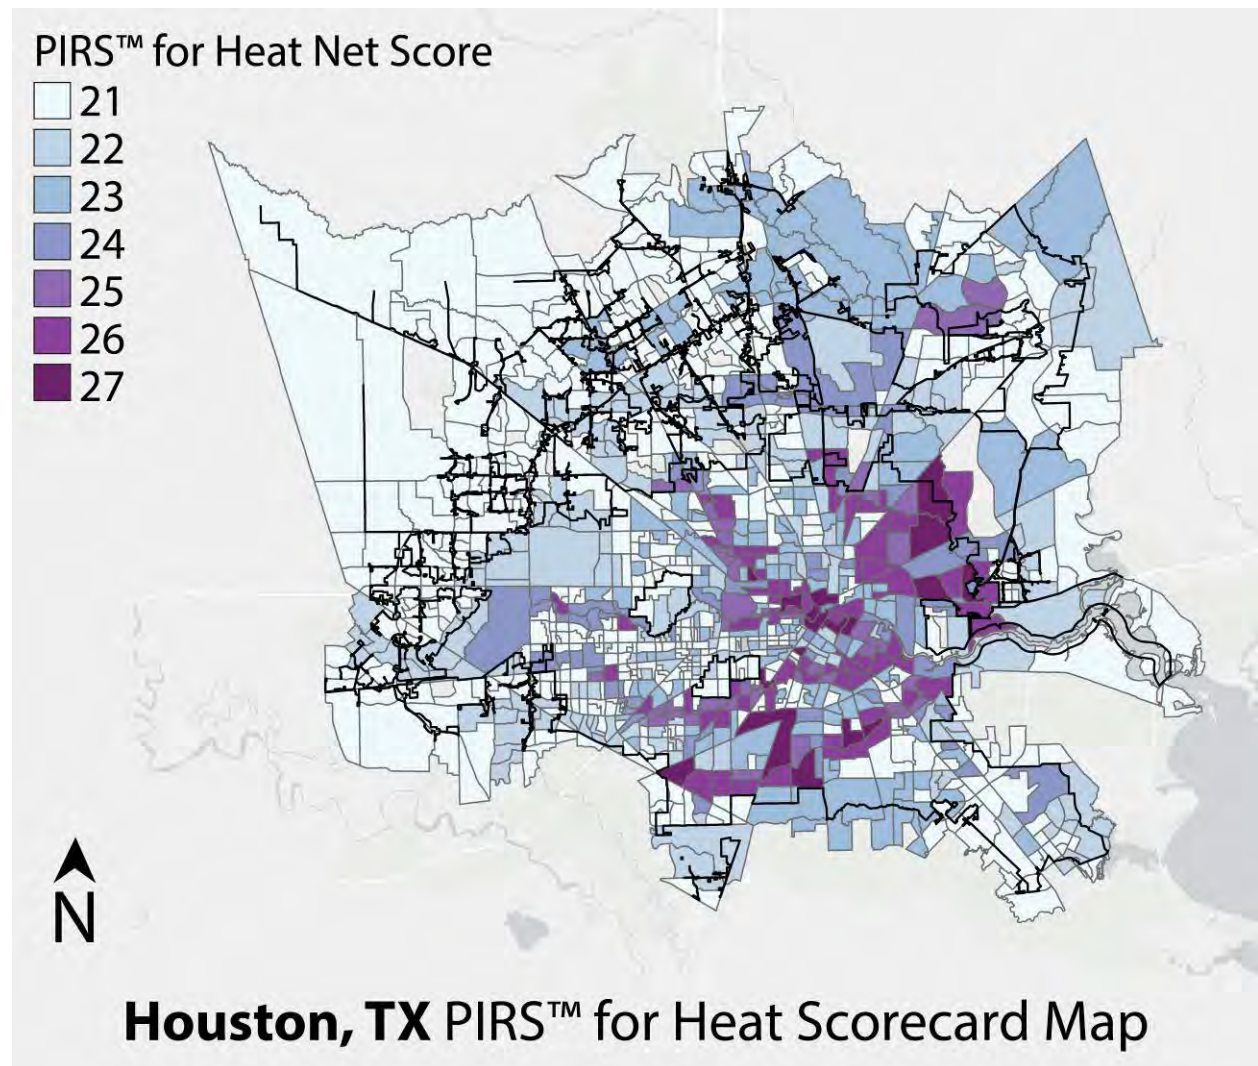 PIRS™ for Heat Net Score
21
22
23
24
25
26
27
N
Houston, TX PIRS™ for Heat Scorecard Map